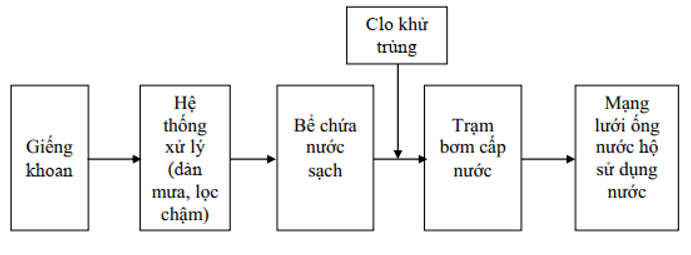 Clo khử
trùng
Giếng
khoan
Hệ
thống
xử lý
(dàn
mưa, lọc
chậm)
Bể chứa
nước
sạch
Trạm
bơm cấp
nước
Mạng
lưới ống
nước hộ
sử dụng
nước